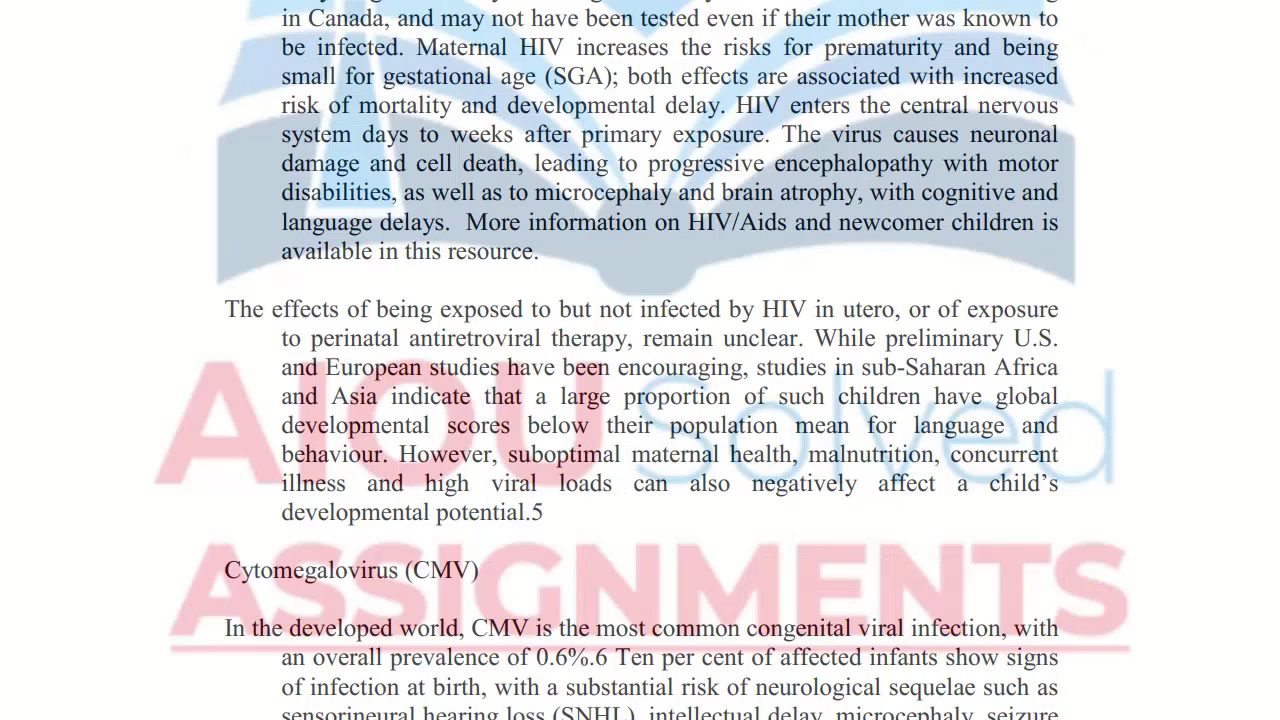 in Canada, and may not have been tested even if their mother was known to
be infected. Maternal HIV increases the risks for prematurity and being
small for gestational age (SGA); both effects are associated with increased
risk of mortality and developmental delay. HIV enters the central nervous
system days to weeks after primary exposure. The virus causes neuronal
damage and cell death, leading to progressive encephalopathy with motor
disabilities, as well as to microcephaly and brain atrophy, with cognitive and
language delays.  More information on HIV/Aids and newcomer children is
available in this resource.
The effects of being exposed to but not infected by HIV in utero, or of exposure
to perinatal antiretroviral therapy, remain unclear. While preliminary U.S.
and European studies have been encouraging, studies in sub-Saharan Africa
and Asia indicate that a large proportion of such children have global
developmental scores below their population mean for language and
behaviour. However, suboptimal maternal health, malnutrition, concurrent
illness and high viral loads can also negatively affect a child's
developmental potential.5
AIOU Solved
ASSIGNMENTS
Cytomegalovirus (CMV)
In the developed world, CMV is the most common congenital viral infection, with
an overall prevalence of 0.6%.6 Ten per cent of affected infants show signs
of infection at birth, with a substantial risk of neurological sequelae such as
sensorineural hearing loss (SNHL), intellectual delay, microcephaly, seizure